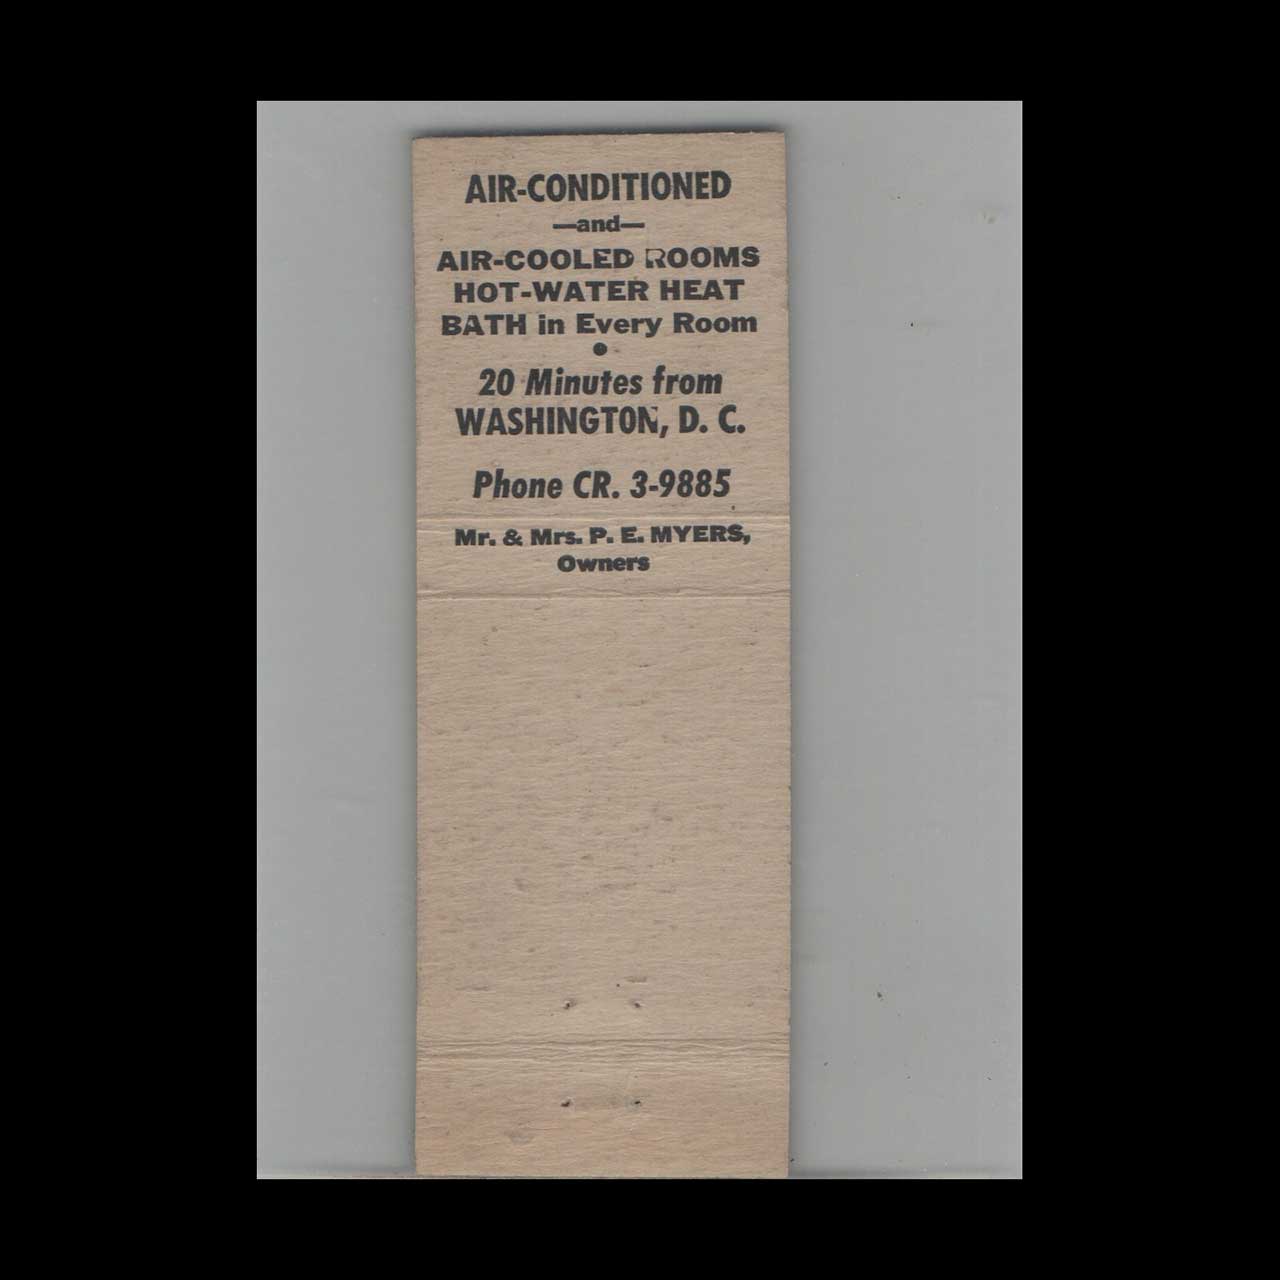 AIR-CONDITIONED
—and—
AIR-COOLED ROOMS
HOT-WATER HEAT
BATH in Every Room
•
20 Minutes from
WASHINGTON, D. C.
Phone CR. 3-9885
Mr. & Mrs. P. E. MYERS,
Owners